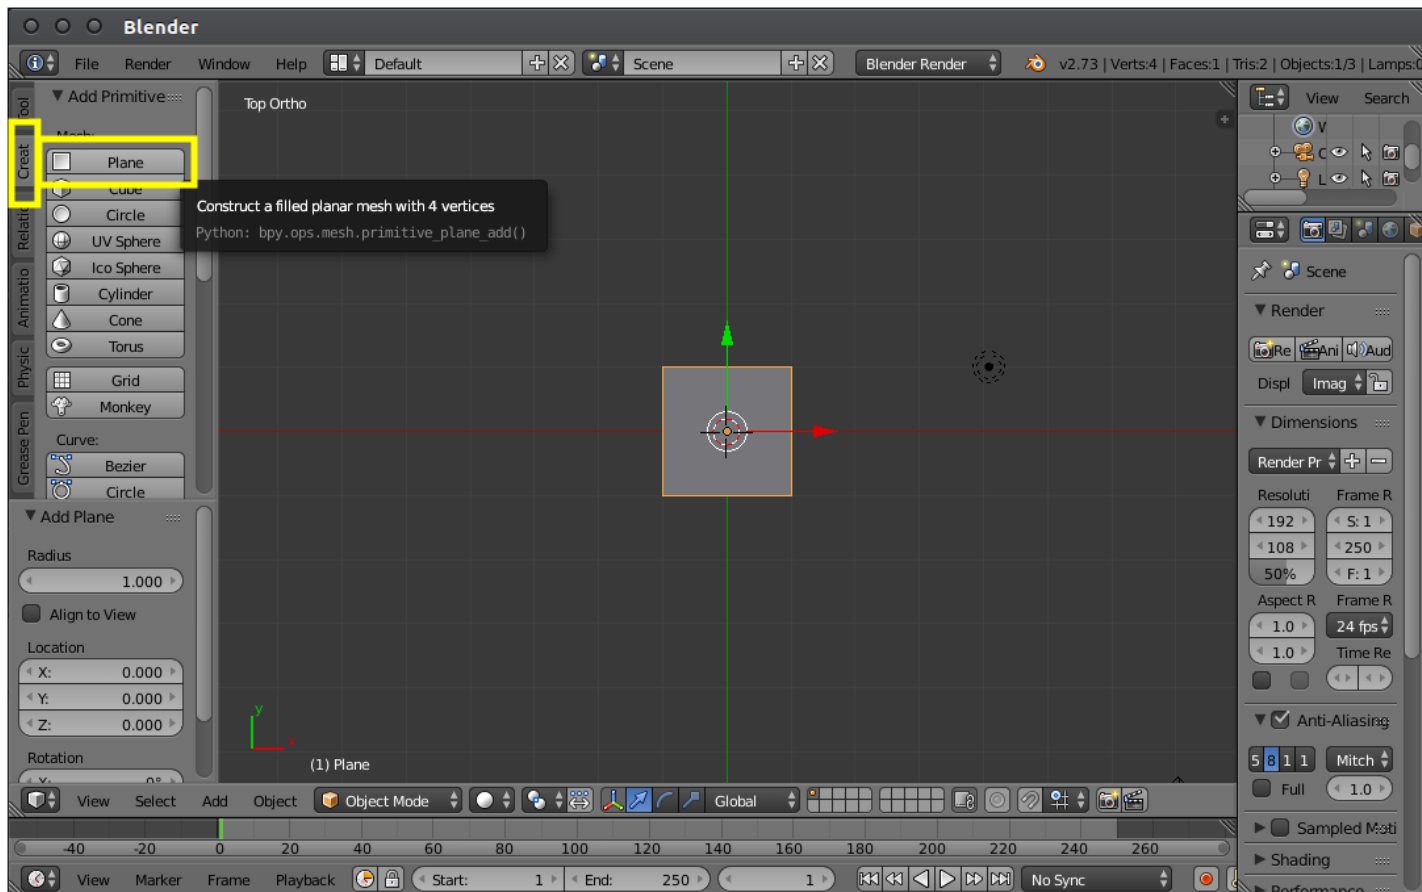 Blender
File Render Window Help Default Scene Blender Render v2.73 | Verts:4 | Faces:1 | Tris:2 | Objects:1/3 | Lamps:0
Tool
Creat
Relatio
Animatio
Physic
Grease Pen
Add Primitive
Mesh:
Plane
Cube
Circle
UV Sphere
Ico Sphere
Cylinder
Cone
Torus
Grid
Monkey
Curve:
Bezier
Circle
Construct a filled planar mesh with 4 vertices
Python: bpy.ops.mesh.primitive_plane_add()
Add Plane
Radius
1.000
Align to View
Location
X: 0.000
Y: 0.000
Z: 0.000
Rotation
X: 0°
Top Ortho
y
x
(1) Plane
View Select Add Object Object Mode Global
-40 -20 0 20 40 60 80 100 120 140 160 180 200 220 240 260
View Marker Frame Playback Start: 1 End: 250 1 No Sync
View Search
V
C
L
Scene
Render
Re Ani Aud
Displ Imag
Dimensions
Render Pr
Resoluti Frame R
192 S: 1
108 250
50% F: 1
Aspect R Frame R
1.0 24 fps
1.0 Time Re
Anti-Aliasing
5 8 1 1 Mitch
Full 1.0
Sampled Moti
Shading
Performance